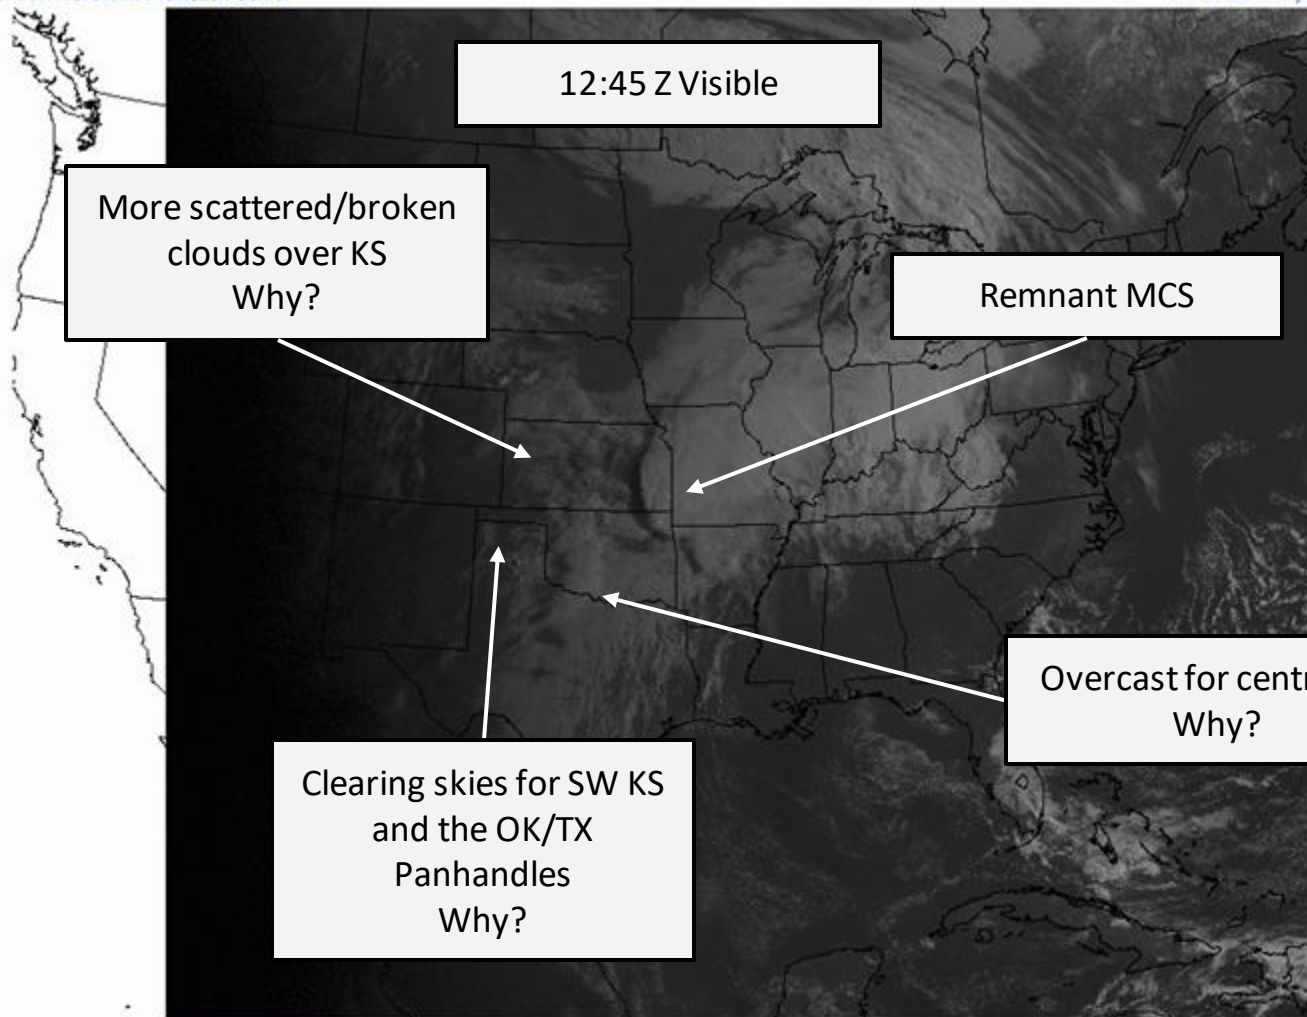 12:45 Z Visible
More scattered/broken
clouds over KS
Why?
Remnant MCS
Overcast for
Why?
Clearing skies for SW KS
and the OK/TX
Panhandles
Why?